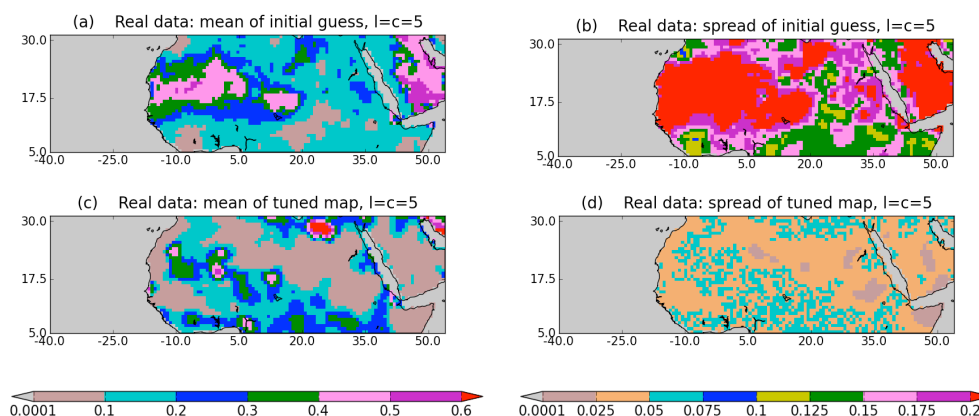 (a) Real data: mean of initial guess, l=c=5
30.0
17.5
5.0
-40.0 -25.0 -10.0 5.0 20.0 35.0 50.0
(b) Real data: spread of initial guess, l=c=5
30.0
17.5
5.0
-40.0 -25.0 -10.0 5.0 20.0 35.0 50.0
(c) Real data: mean of tuned map, l=c=5
30.0
17.5
5.0
-40.0 -25.0 -10.0 5.0 20.0 35.0 50.0
(d) Real data: spread of tuned map, l=c=5
30.0
17.5
5.0
-40.0 -25.0 -10.0 5.0 20.0 35.0 50.0
0.0001 0.1 0.2 0.3 0.4 0.5 0.6
0.0001 0.025 0.05 0.075 0.1 0.125 0.15 0.175